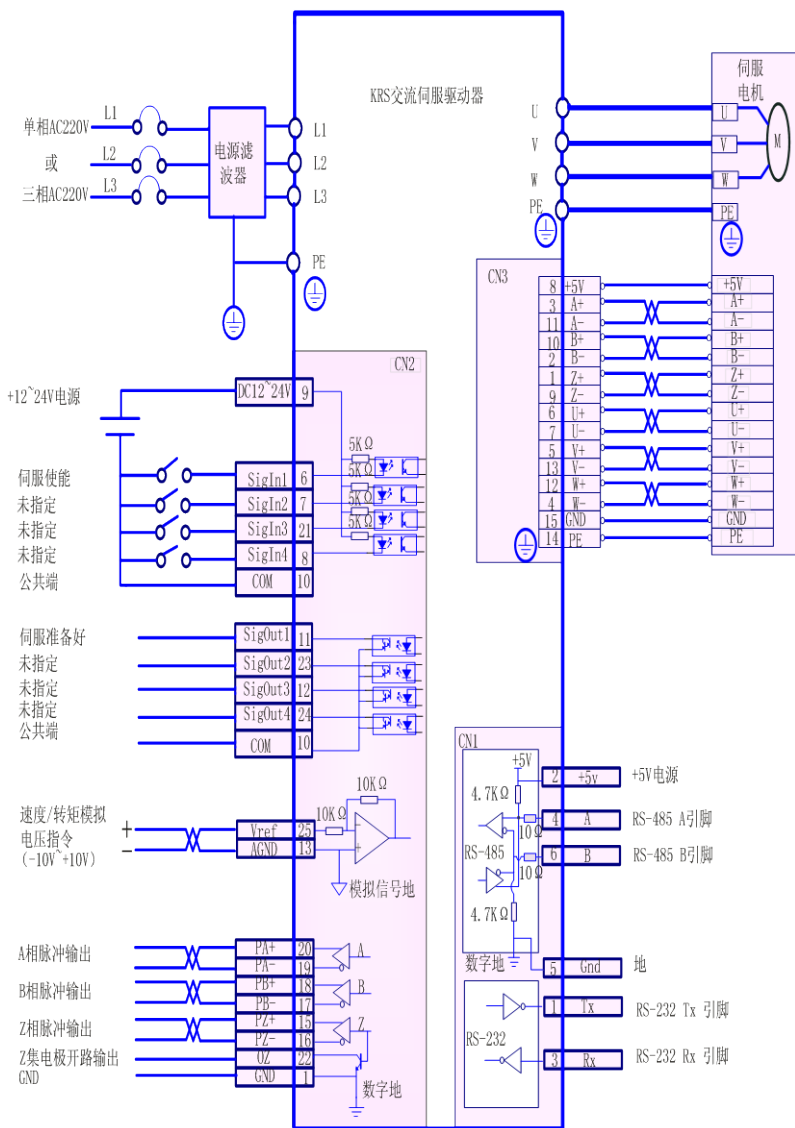 KRS交流伺服驱动器
单相AC220V
或
三相AC220V
L1
L2
L3
电源滤
波器
L1
L2
L3
PE
U
V
W
PE
伺服
电机
U
V
W
PE
M
CN3
8 +5V
3 A+
11 A-
10 B+
2 B-
1 Z+
9 Z-
6 U+
7 U-
5 V+
13 V-
12 W+
4 W-
15 GND
14 PE
+5V
A+
A-
B+
B-
Z+
Z-
U+
U-
V+
V-
W+
W-
GND
PE
CN2
+12~24V电源
DC12~24V 9
伺服使能 SigIn1 6
未指定 SigIn2 7
未指定 SigIn3 21
未指定 SigIn4 8
公共端 COM 10
5KΩ
5KΩ
5KΩ
5KΩ
伺服准备好 SigOut1 11
未指定 SigOut2 23
未指定 SigOut3 12
未指定 SigOut4 24
公共端 COM 10
速度/转矩模拟
电压指令
(-10V~+10V)
+
-
Vref 25
AGND 13
10KΩ
10KΩ
-
+
模拟信号地
A相脉冲输出
B相脉冲输出
Z相脉冲输出
Z集电极开路输出
GND
PA+ 20
PA- 19
PB+ 18
PB- 17
PZ+ 15
PZ- 16
OZ 22
GND 1
A
B
Z
数字地
CN1
+5V
4.7KΩ
RS-485
10Ω
10Ω
4.7KΩ
数字地
RS-232
2 +5v +5V电源
4 A RS-485 A引脚
6 B RS-485 B引脚
5 Gnd 地
1 Tx RS-232 Tx 引脚
3 Rx RS-232 Rx 引脚